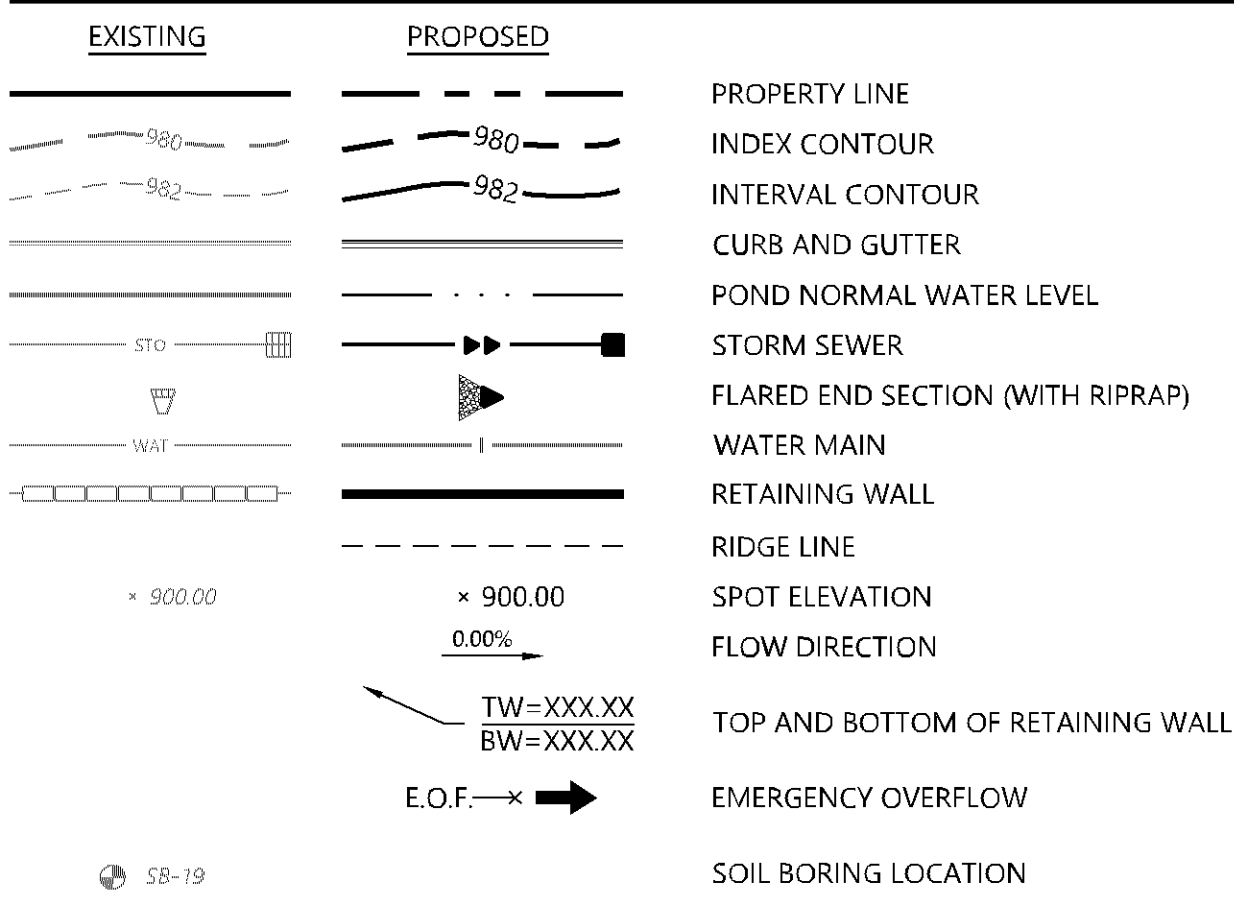 EXISTING PROPOSED
PROPERTY LINE
980 980 INDEX CONTOUR
982 982 INTERVAL CONTOUR
CURB AND GUTTER
POND NORMAL WATER LEVEL
STO STORM SEWER
FLARED END SECTION (WITH RIPRAP)
WAT I WATER MAIN
RETAINING WALL
RIDGE LINE
× 900.00 × 900.00 SPOT ELEVATION
0.00% FLOW DIRECTION
TW=XXX.XX
BW=XXX.XX
TOP AND BOTTOM OF RETAINING WALL
E.O.F. × EMERGENCY OVERFLOW
SB-19 SOIL BORING LOCATION